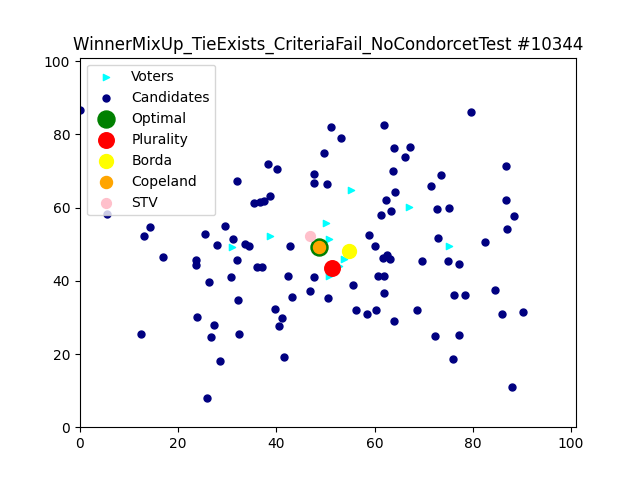 WinnerMixUp_TieExists_CriteriaFail_NoCondorcetTest #10344
100
80
60
40
20
0
Voters
Candidates
Optimal
Plurality
Borda
Copeland
STV
0
20
40
60
80
100